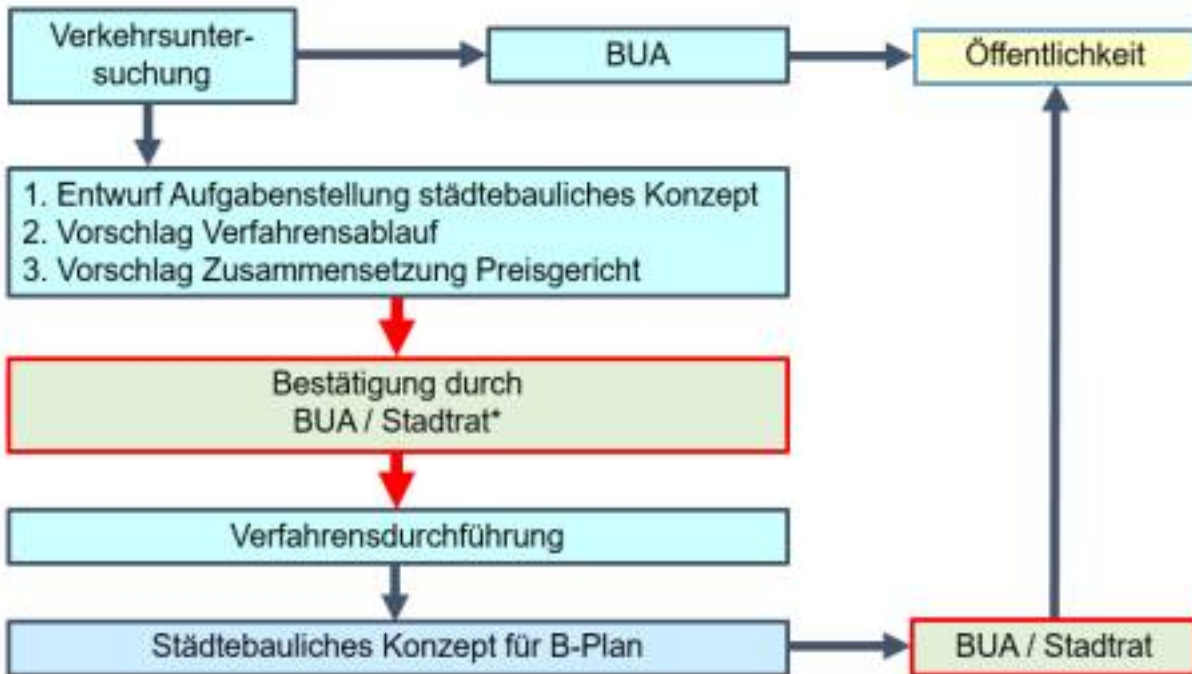 Verkehrsunter-
suchung
BUA
Öffentlichkeit
1. Entwurf Aufgabenstellung städtebauliches Konzept
2. Vorschlag Verfahrensablauf
3. Vorschlag Zusammensetzung Preisgericht
Bestätigung durch
BUA / Stadtrat*
Verfahrensdurchführung
Städtebauliches Konzept für B-Plan
BUA / Stadtrat